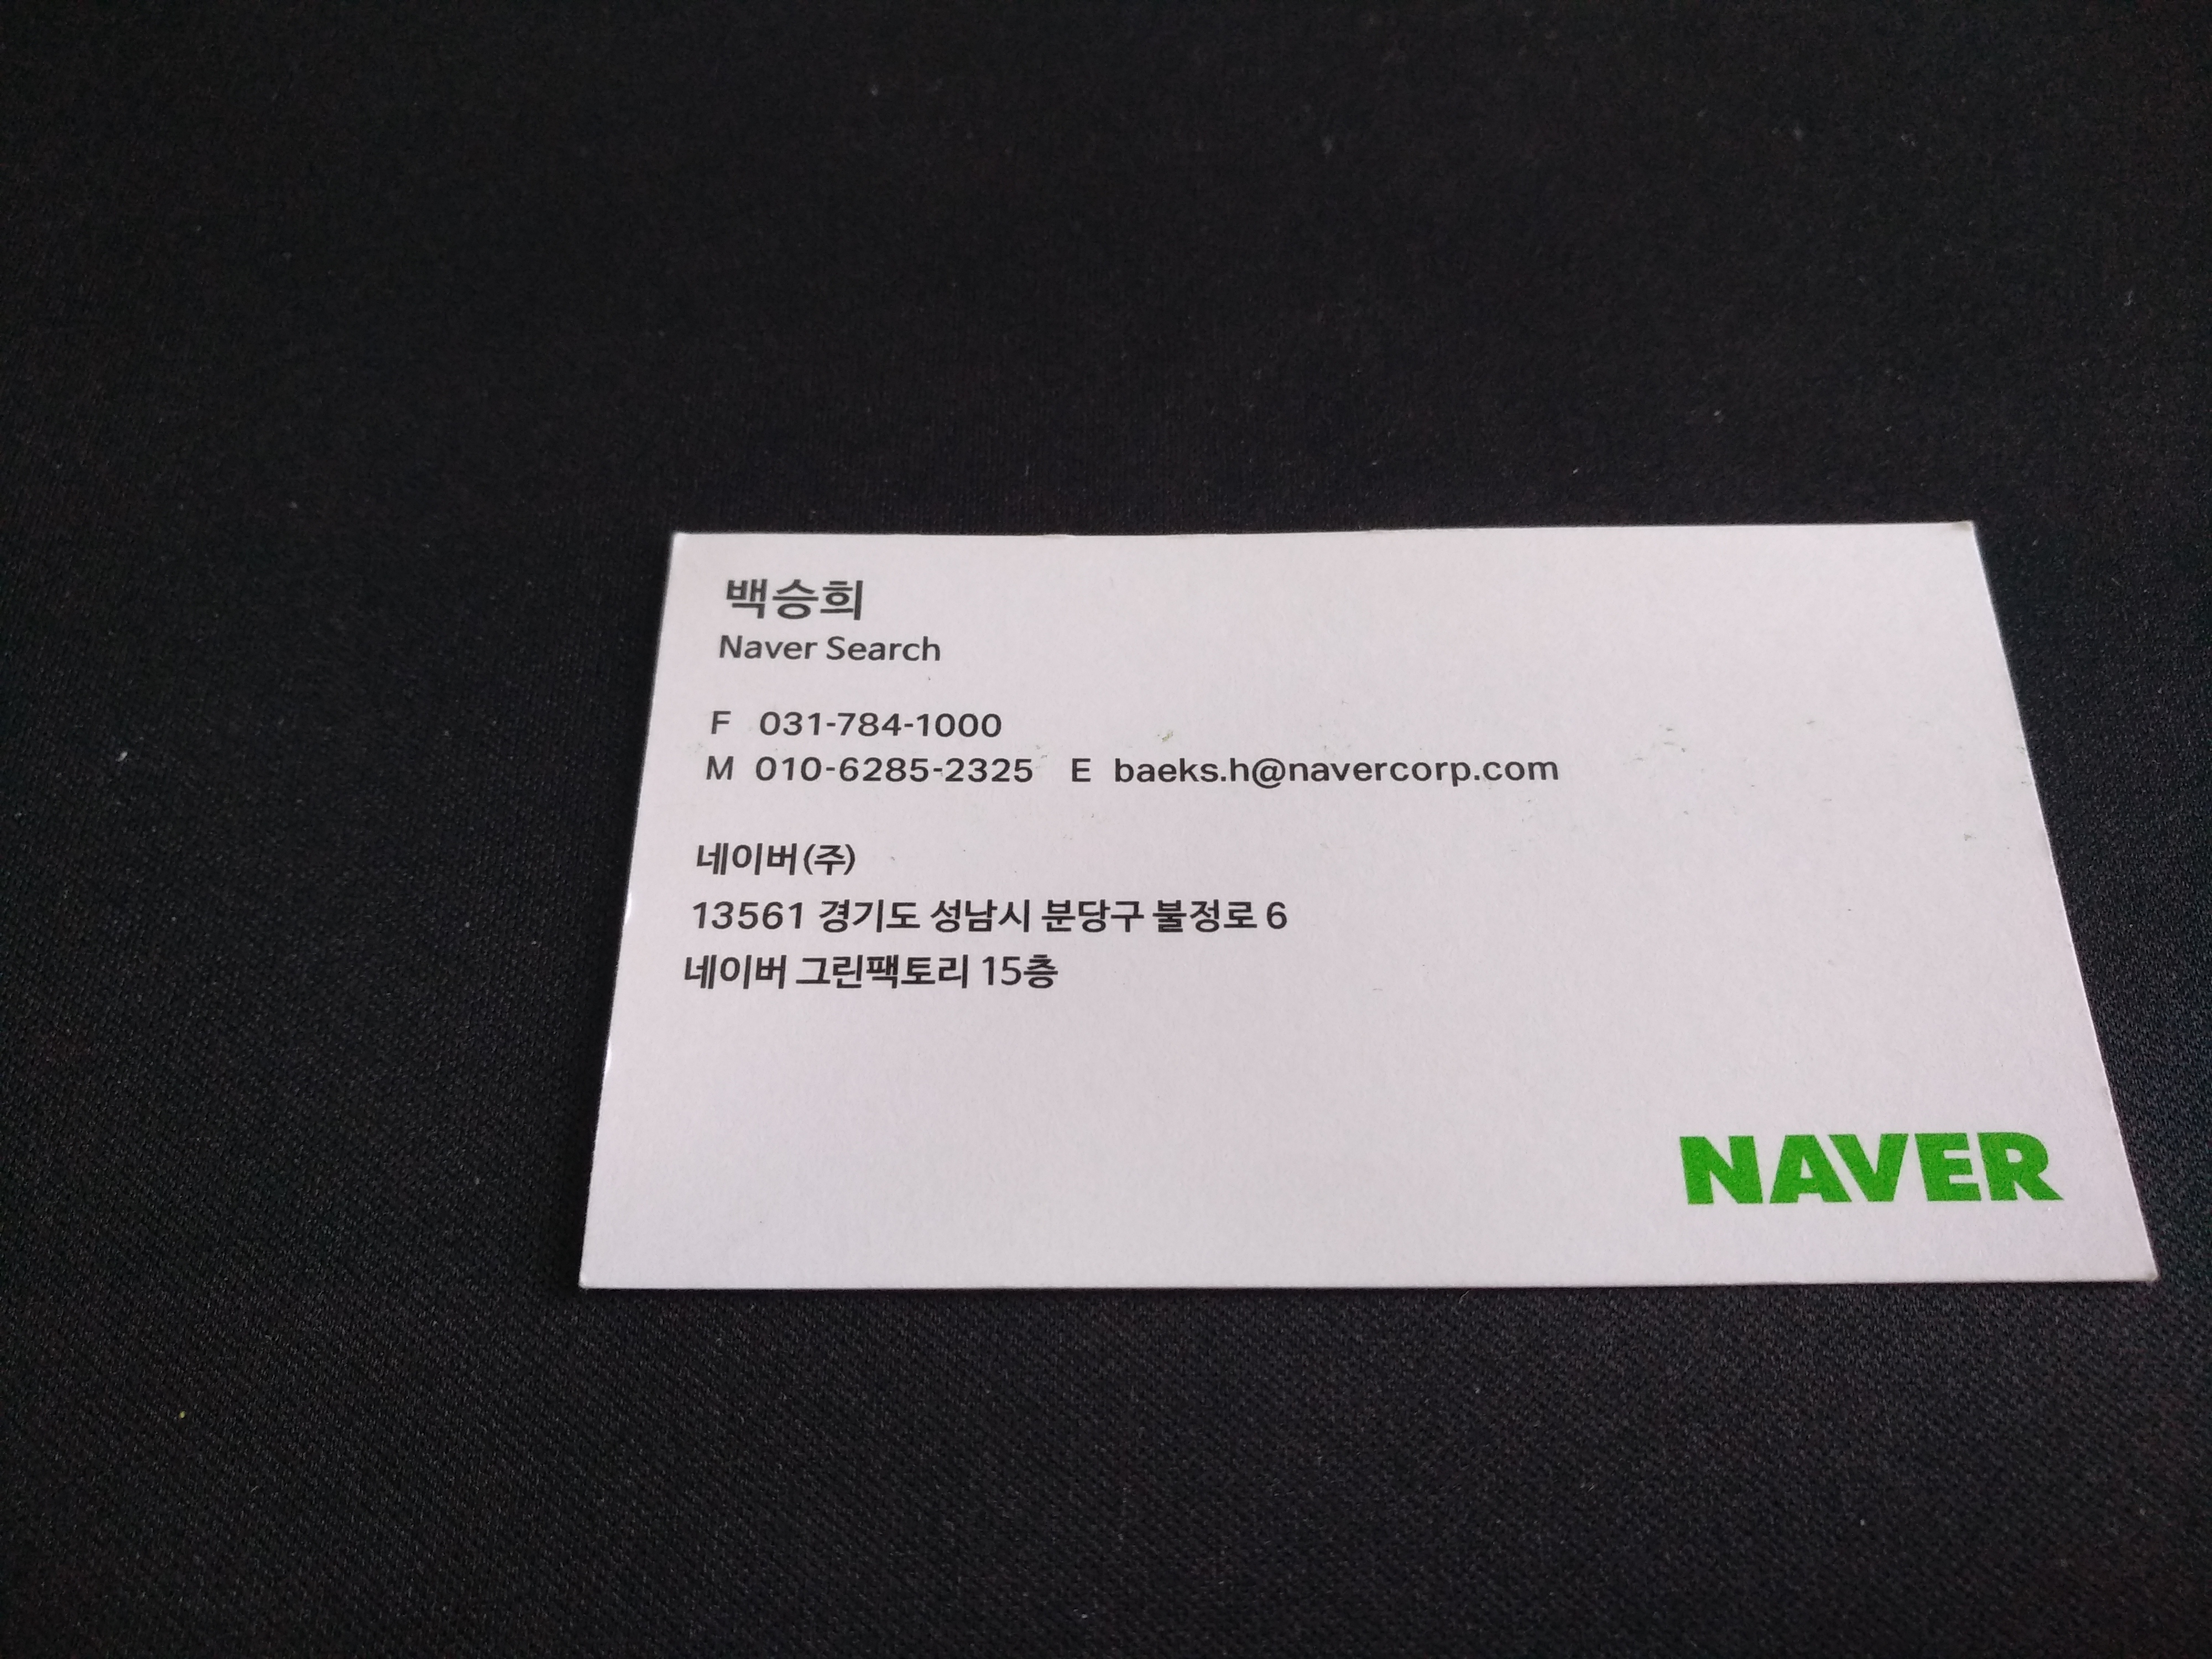 백승희
Naver Search
F 031-784-1000
M 010-6285-2325 E baeks.h@navercorp.com
네이버(주)
13561 경기도 성남시 분당구 불정로 6
네이버 그린팩토리 15층
NAVER